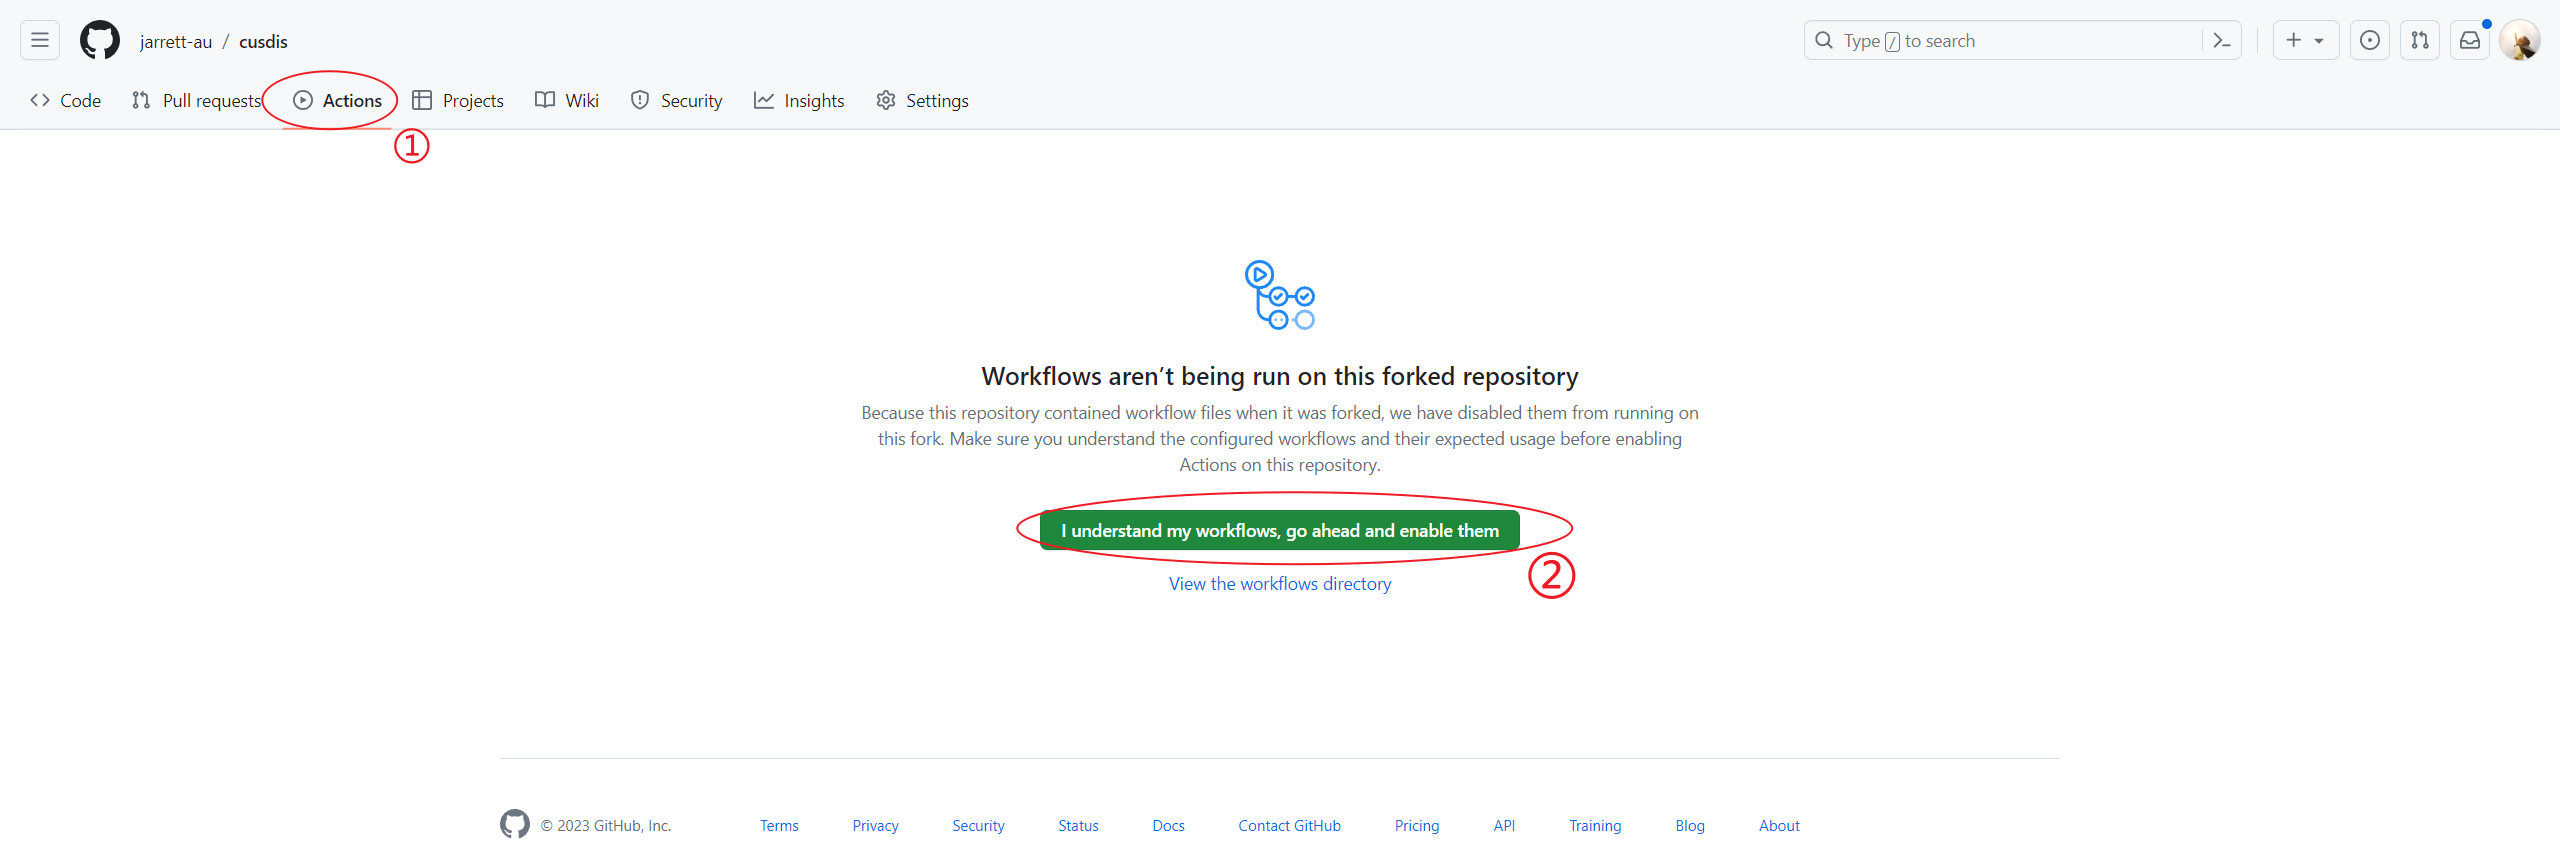 jarrett-au / cusdis
Type / to search
Code Pull requests Actions Projects Wiki Security Insights Settings
①
Workflows aren’t being run on this forked repository
Because this repository contained workflow files when it was forked, we have disabled them from running on
this fork. Make sure you understand the configured workflows and their expected usage before enabling
Actions on this repository.
I understand my workflows, go ahead and enable them
②
View the workflows directory
© 2023 GitHub, Inc. Terms Privacy Security Status Docs Contact GitHub Pricing API Training Blog About